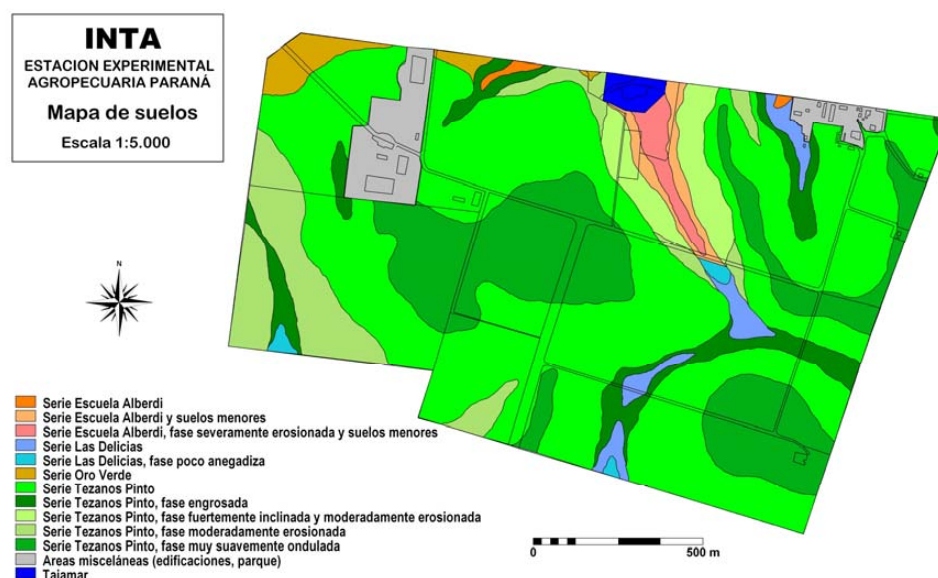 INTA
ESTACION EXPERIMENTAL
AGROPECUARIA PARANÁ
Mapa de suelos
Escala 1:5.000
N
Serie Escuela Alberdi
Serie Escuela Alberdi y suelos menores
Serie Escuela Alberdi, fase severamente erosionada y suelos menores
Serie Las Delicias
Serie Las Delicias, fase poco anegadiza
Serie Oro Verde
Serie Tezanos Pinto
Serie Tezanos Pinto, fase engrosada
Serie Tezanos Pinto, fase fuertemente inclinada y moderadamente erosionada
Serie Tezanos Pinto, fase moderadamente erosionada
Serie Tezanos Pinto, fase muy suavemente ondulada
Areas misceláneas (edificaciones, parque)
Tajamar
0 500 m